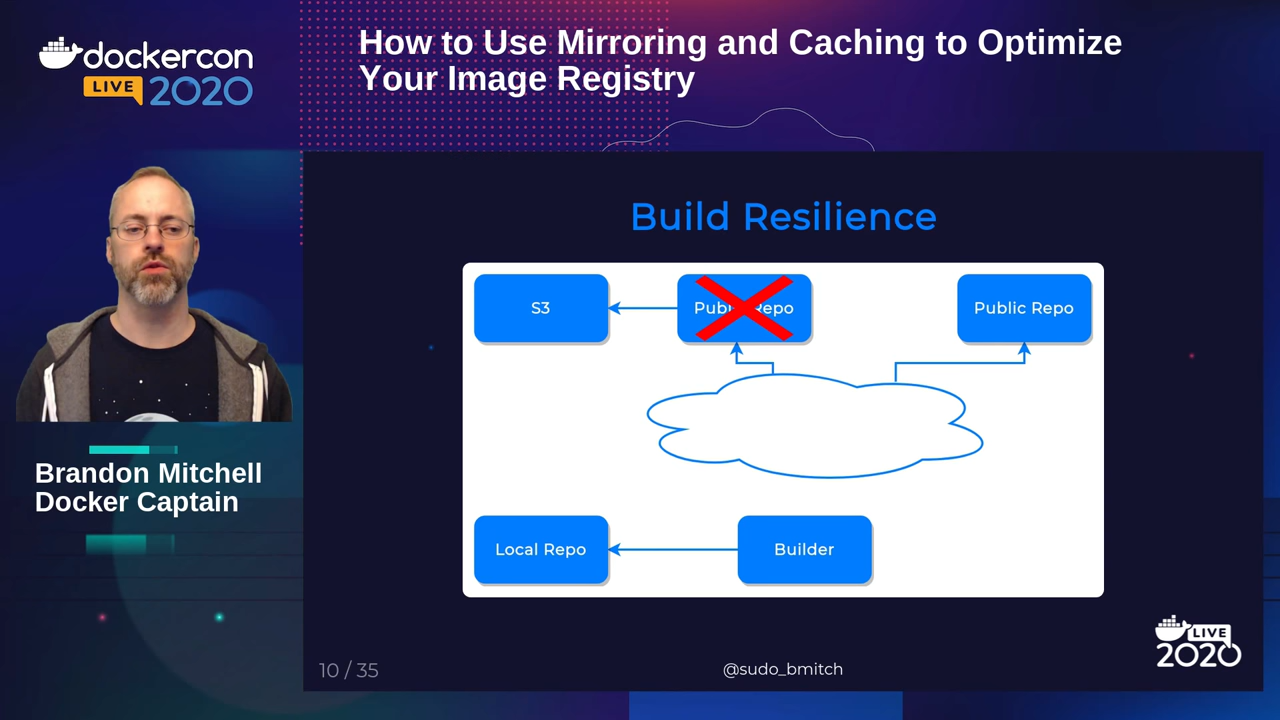 dockercon
LIVE 2020
How to Use Mirroring and Caching to Optimize
Your Image Registry
Brandon Mitchell
Docker Captain
Build Resilience
S3
Public Repo
Public Repo
Local Repo
Builder
10 / 35
@sudo_bmitch
LIVE
2020